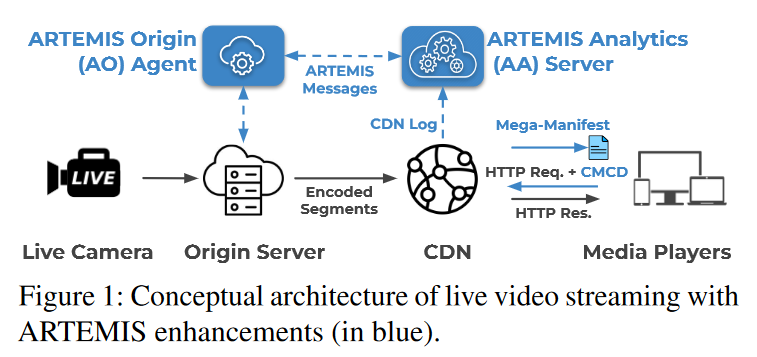 ARTEMIS Origin
(AO) Agent
ARTEMIS
Messages
ARTEMIS Analytics
(AA) Server
CDN Log
Mega-Manifest
HTTP Req. + CMCD
HTTP Res.
LIVE
Encoded
Segments
Live Camera
Origin Server
CDN
Media Players
Figure 1: Conceptual architecture of live video streaming with
ARTEMIS enhancements (in blue).